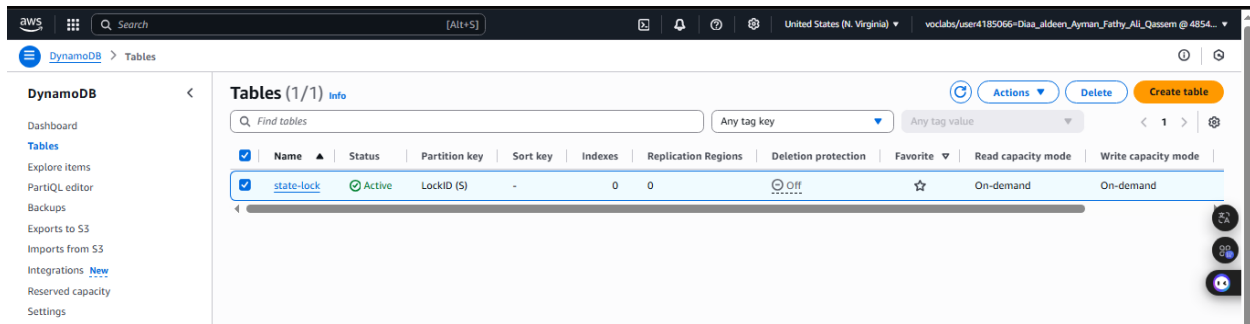 aws Search [Alt+S] United States (N. Virginia) ▼ voclabs/user4185066=Diaa_aldeen_Ayman_Fathy_Ali_Qassem @ 4854... ▼
DynamoDB > Tables
DynamoDB
Dashboard
Tables
Explore items
PartiQL editor
Backups
Exports to S3
Imports from S3
Integrations New
Reserved capacity
Settings
Tables (1/1) Info
Actions ▼ Delete Create table
Find tables Any tag key ▼ Any tag value ▼ < 1 >
Name ▲ Status Partition key Sort key Indexes Replication Regions Deletion protection Favorite ▽ Read capacity mode Write capacity mode
state-lock Active LockID (S) - 0 0 Off On-demand On-demand